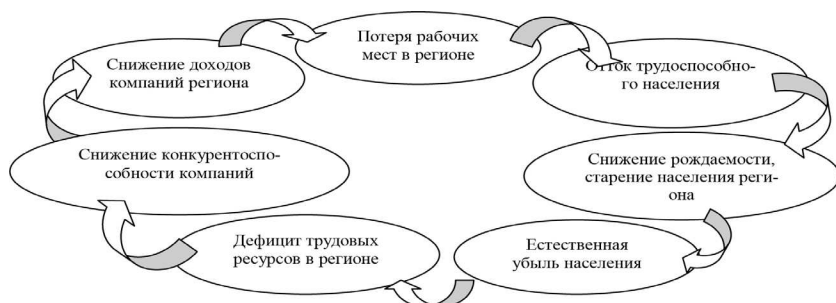 Потеря рабочих
мест в регионе
Отток трудоспособно-
го населения
Снижение рождаемости,
старение населения реги-
она
Естественная
убыль населения
Дефицит трудовых
ресурсов в регионе
Снижение конкурентоспо-
собности компаний
Снижение доходов
компаний региона